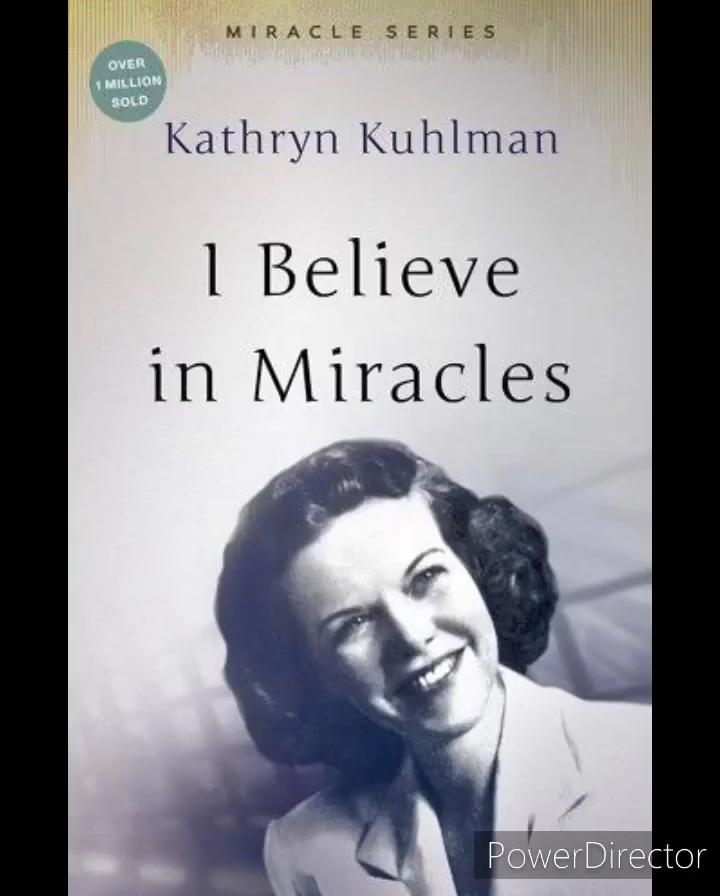 MIRACLE SERIES
OVER
1 MILLION
SOLD
Kathryn Kuhlman
I Believe
in Miracles
PowerDirector